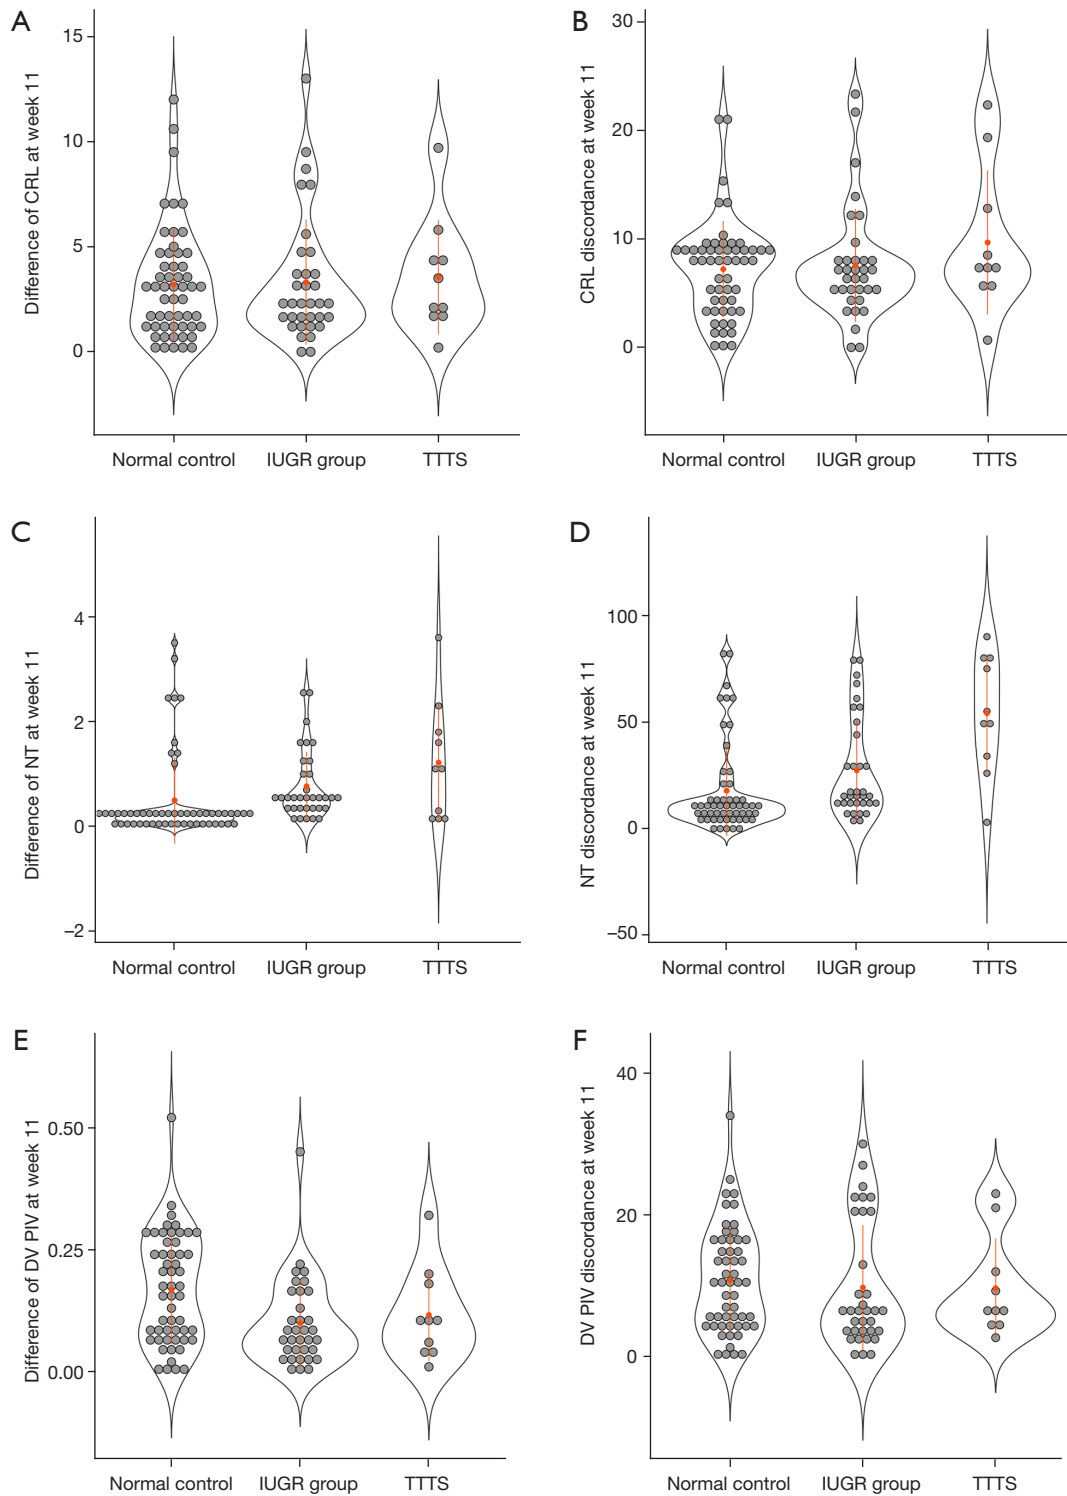 A
Difference of CRL at week 11
15
10
5
0
Normal control
IUGR group
TTTS
B
CRL discordance at week 11
30
20
10
0
Normal control
IUGR group
TTTS
C
Difference of NT at week 11
4
2
0
−2
Normal control
IUGR group
TTTS
D
NT discordance at week 11
100
50
0
−50
Normal control
IUGR group
TTTS
E
Difference of DV PIV at week 11
0.50
0.25
0.00
Normal control
IUGR group
TTTS
F
DV PIV discordance at week 11
40
20
0
Normal control
IUGR group
TTTS